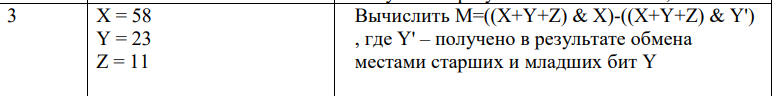 3
X = 58
Y = 23
Z = 11
Вычислить M=((X+Y+Z) & X)-((X+Y+Z) & Y')
, где Y' – получено в результате обмена
местами старших и младших бит Y